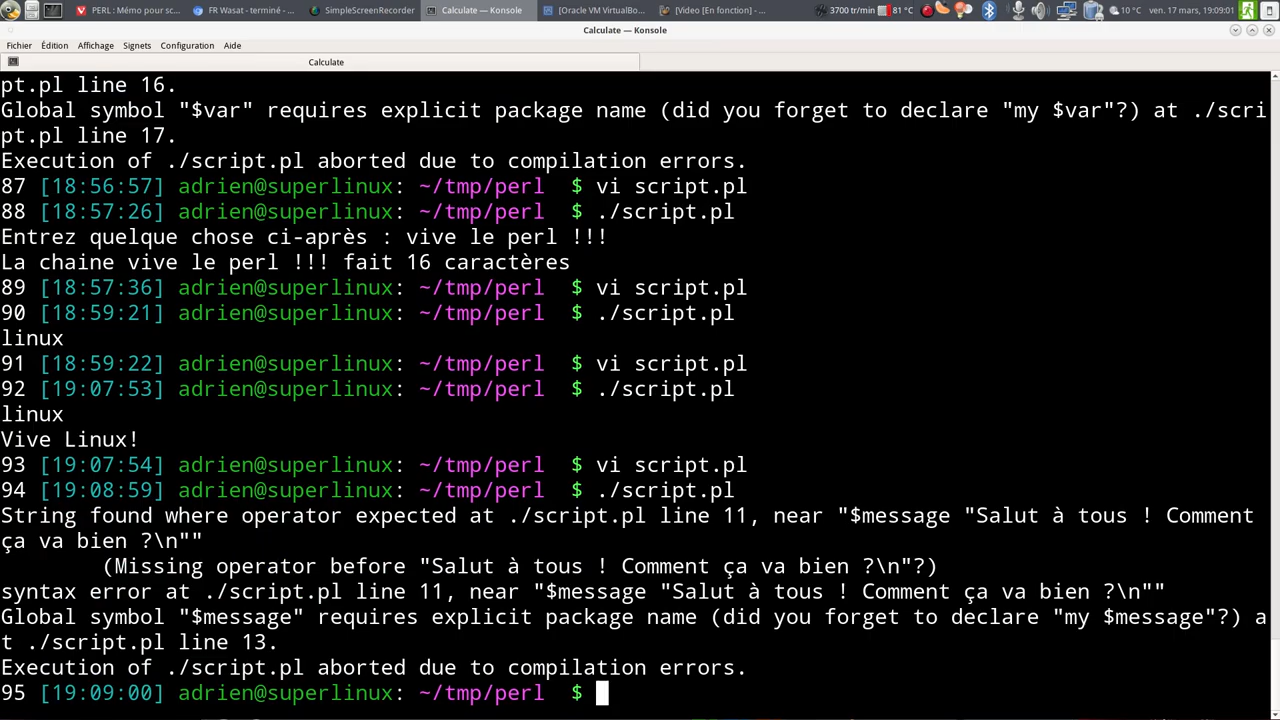 PERL : Mémo pour sc... FR Wasat - terminé - ... SimpleScreenRecorder Calculate — Konsole [Oracle VM VirtualBo... [Video [En fonction] – ... 3700 tr/min 81 °C 10 °C ven. 17 mars, 19:09:01
Calculate — Konsole
Fichier Édition Affichage Signets Configuration Aide
Calculate
pt.pl line 16.
Global symbol "$var" requires explicit package name (did you forget to declare "my $var"?) at ./scri
pt.pl line 17.
Execution of ./script.pl aborted due to compilation errors.
87 [18:56:57] adrien@superlinux: ~/tmp/perl $ vi script.pl
88 [18:57:26] adrien@superlinux: ~/tmp/perl $ ./script.pl
Entrez quelque chose ci-après : vive le perl !!!
La chaine vive le perl !!! fait 16 caractères
89 [18:57:36] adrien@superlinux: ~/tmp/perl $ vi script.pl
90 [18:59:21] adrien@superlinux: ~/tmp/perl $ ./script.pl
linux
91 [18:59:22] adrien@superlinux: ~/tmp/perl $ vi script.pl
92 [19:07:53] adrien@superlinux: ~/tmp/perl $ ./script.pl
linux
Vive Linux!
93 [19:07:54] adrien@superlinux: ~/tmp/perl $ vi script.pl
94 [19:08:59] adrien@superlinux: ~/tmp/perl $ ./script.pl
String found where operator expected at ./script.pl line 11, near "$message "Salut à tous ! Comment
ça va bien ?\n""
(Missing operator before "Salut à tous ! Comment ça va bien ?\n"?)
syntax error at ./script.pl line 11, near "$message "Salut à tous ! Comment ça va bien ?\n""
Global symbol "$message" requires explicit package name (did you forget to declare "my $message"?) a
t ./script.pl line 13.
Execution of ./script.pl aborted due to compilation errors.
95 [19:09:00] adrien@superlinux: ~/tmp/perl $